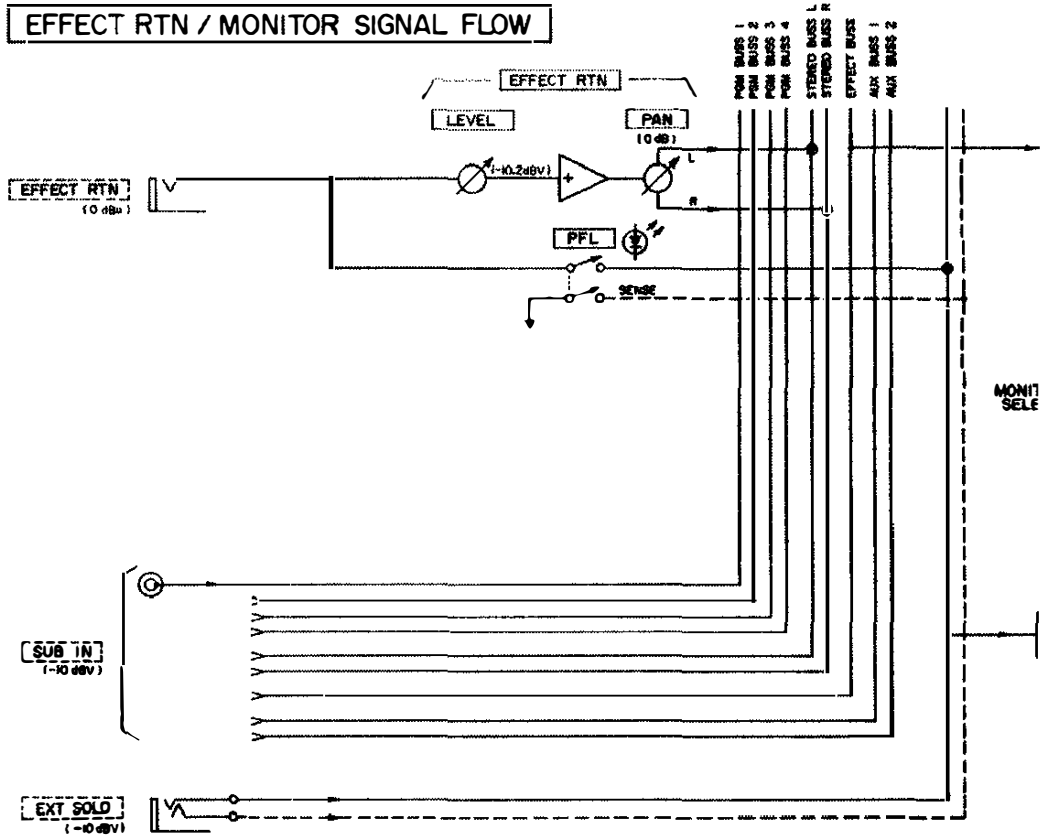 EFFECT RTN / MONITOR SIGNAL FLOW
PGM BUSS 1
PGM BUSS 2
PGM BUSS 3
PGM BUSS 4
STEREO BUSS L
STEREO BUSS R
EFFECT BUSS
AUX BUSS 1
AUX BUSS 2
EFFECT RTN
LEVEL
PAN
(0 dB)
L
(-10.2dBV)
+
EFFECT RTN
(0 dBu)
R
PFL
SENSE
MONIT
SELE
SUB IN
(-10 dBV)
EXT SOLO
(-10 dBV)